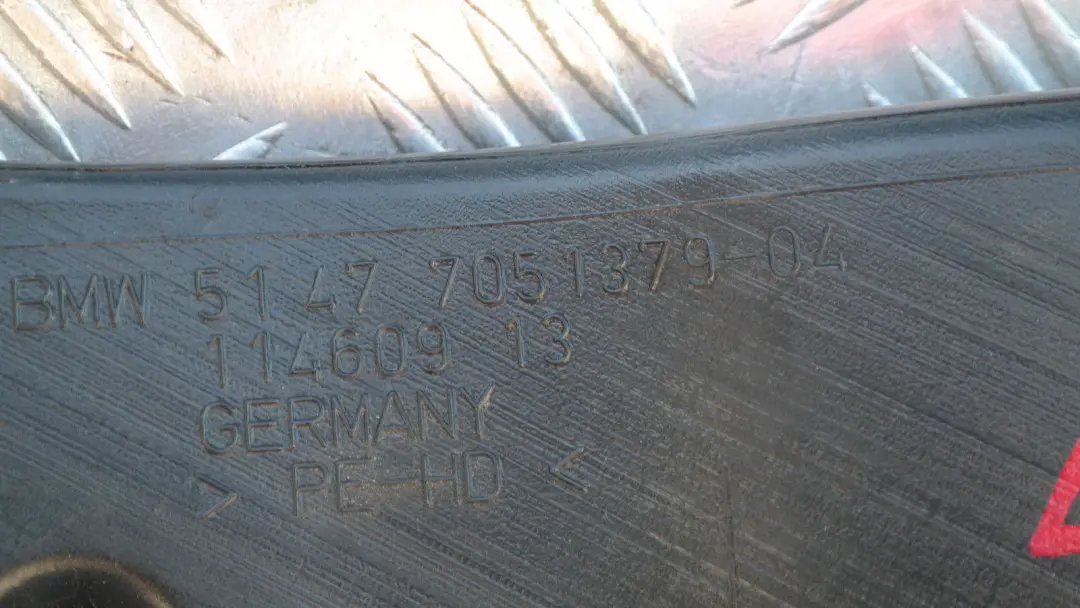 BMW 51 47 7051379-04
114609 13
GERMANY
> PE-HD <